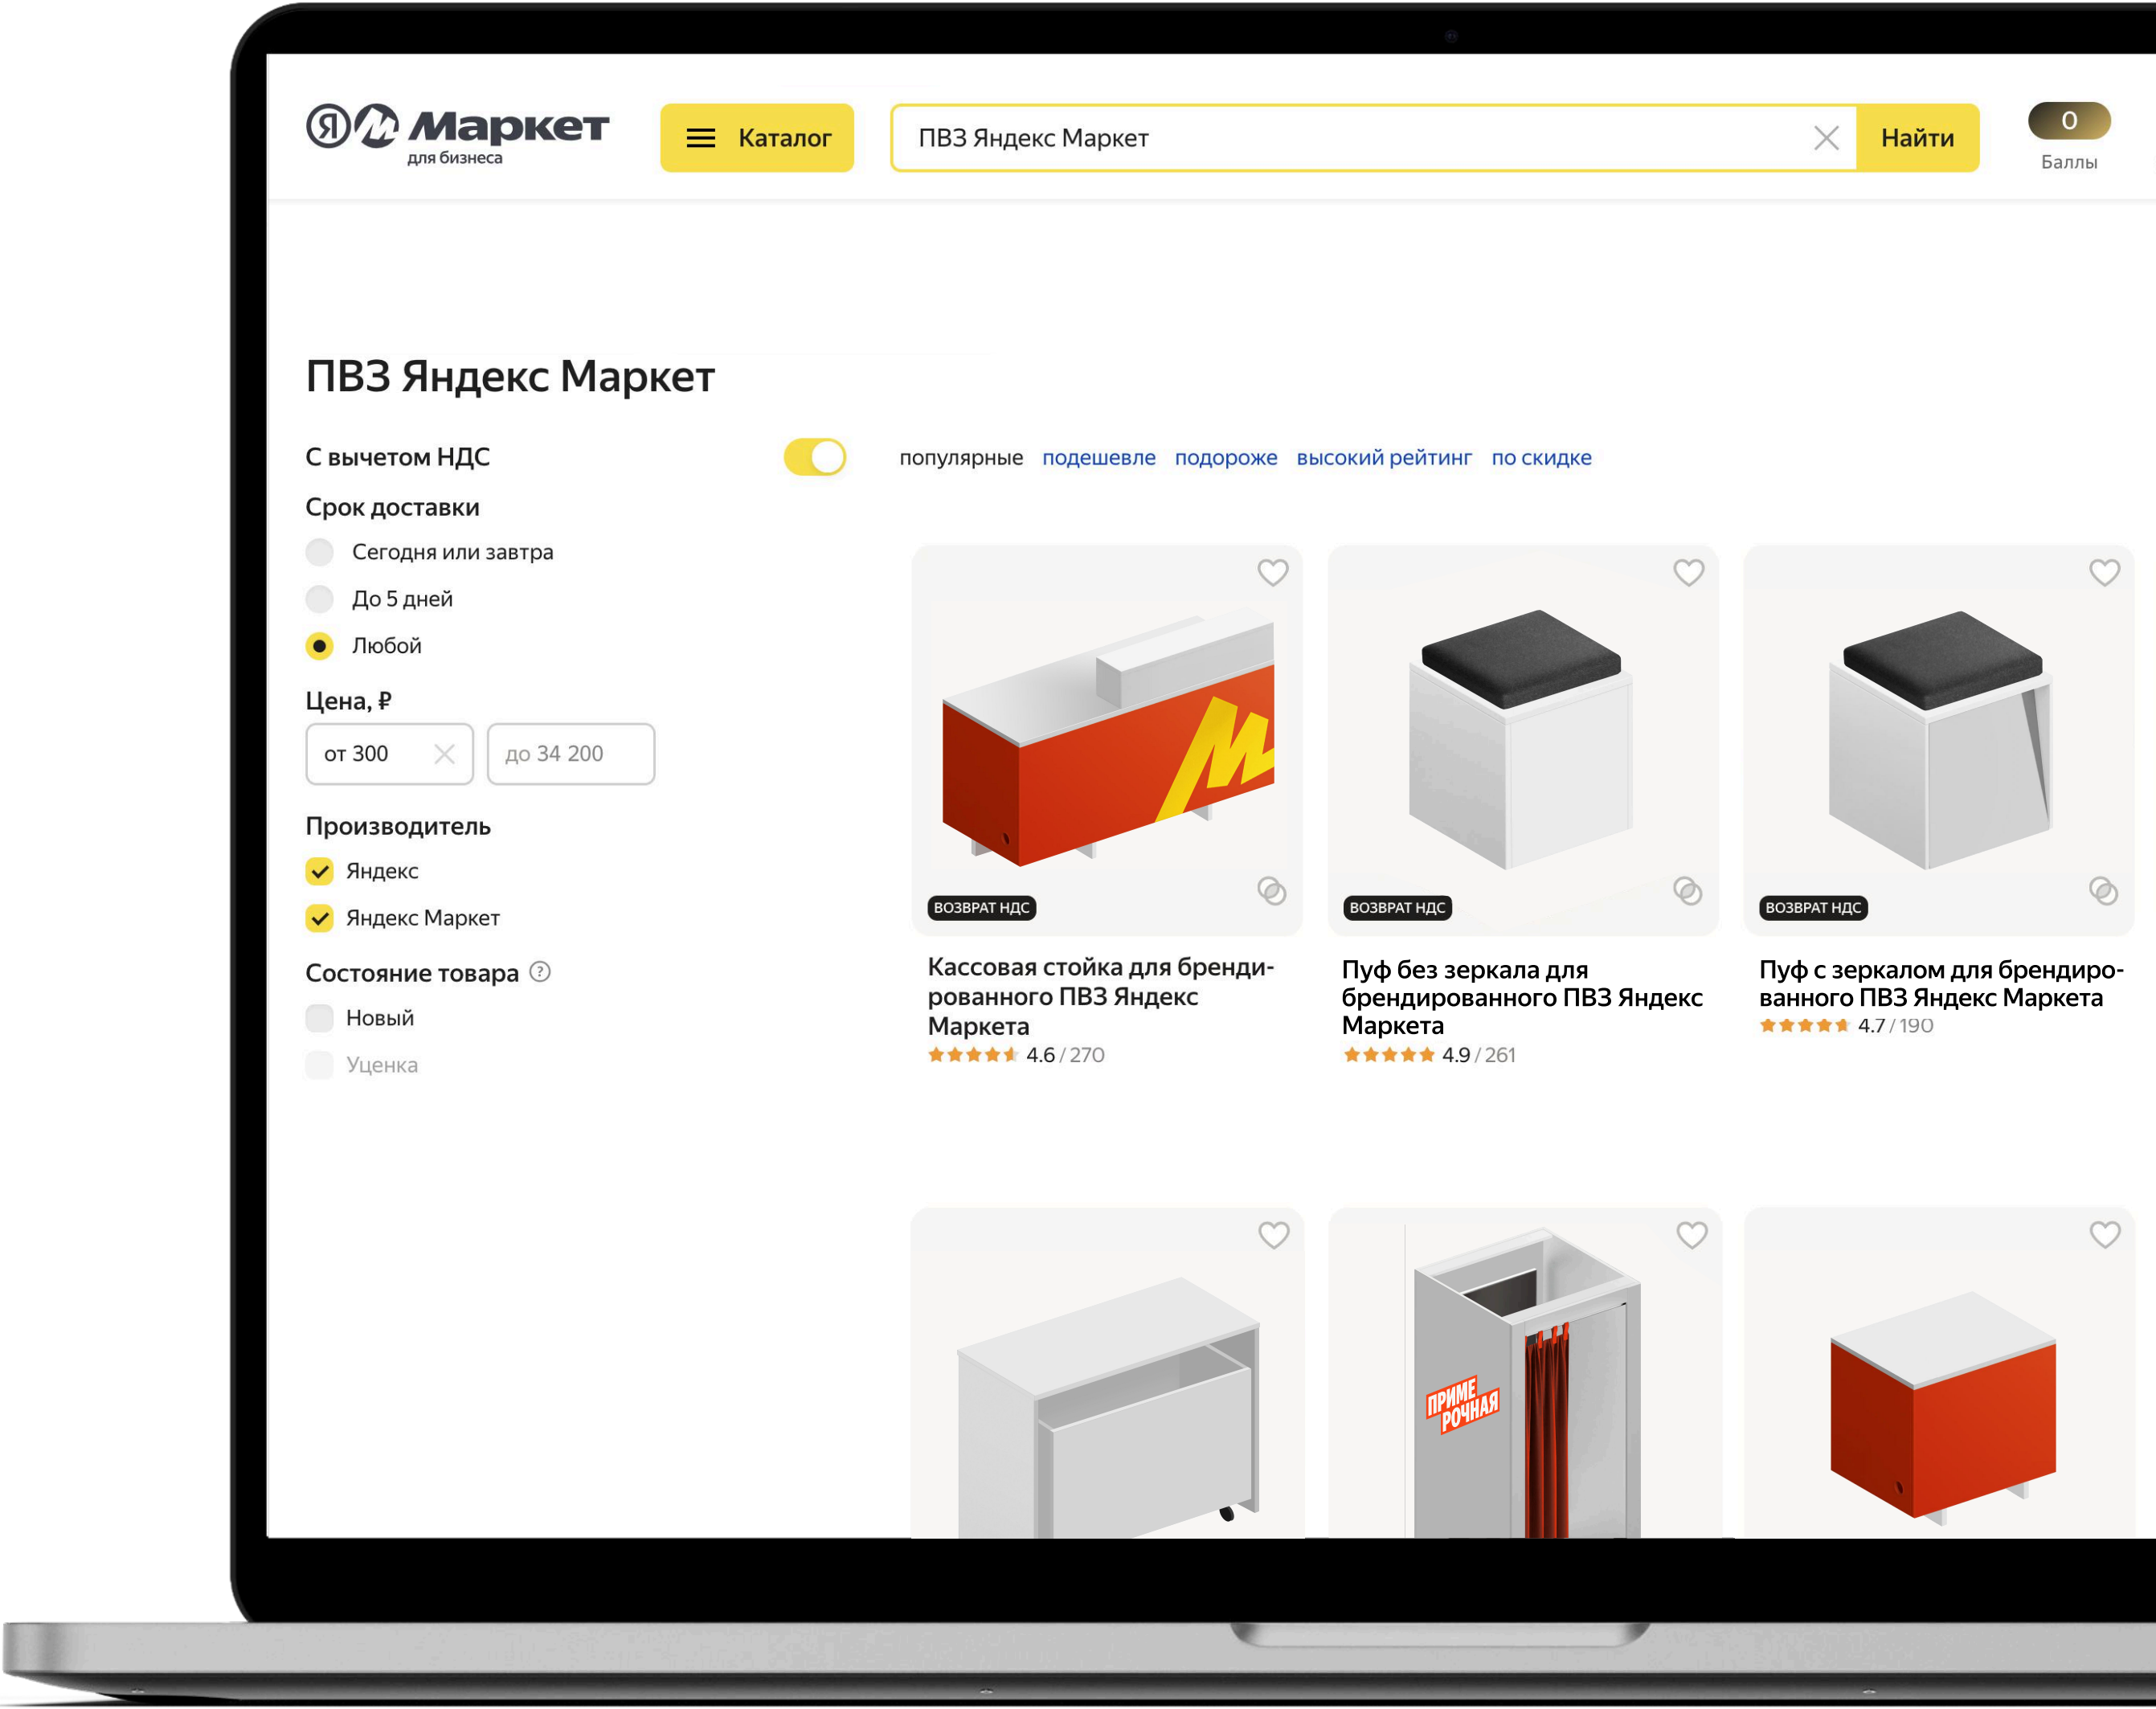 Я Маркет
для бизнеса
Каталог
ПВЗ Яндекс Маркет
Найти
0
Баллы
ПВЗ Яндекс Маркет
С вычетом НДС
популярные подешевле подороже высокий рейтинг по скидке
Срок доставки
Сегодня или завтра
До 5 дней
Любой
Цена, ₽
от 300
до 34 200
Производитель
Яндекс
Яндекс Маркет
Состояние товара ?
Новый
Уценка
ВОЗВРАТ НДС
Кассовая стойка для бренди-
рованного ПВЗ Яндекс
Маркета
4.6 / 270
ВОЗВРАТ НДС
Пуф без зеркала для
брендированного ПВЗ Яндекс
Маркета
4.9 / 261
ВОЗВРАТ НДС
Пуф с зеркалом для брендиро-
ванного ПВЗ Яндекс Маркета
4.7 / 190
ПРИМЕ
РОЧНАЯ